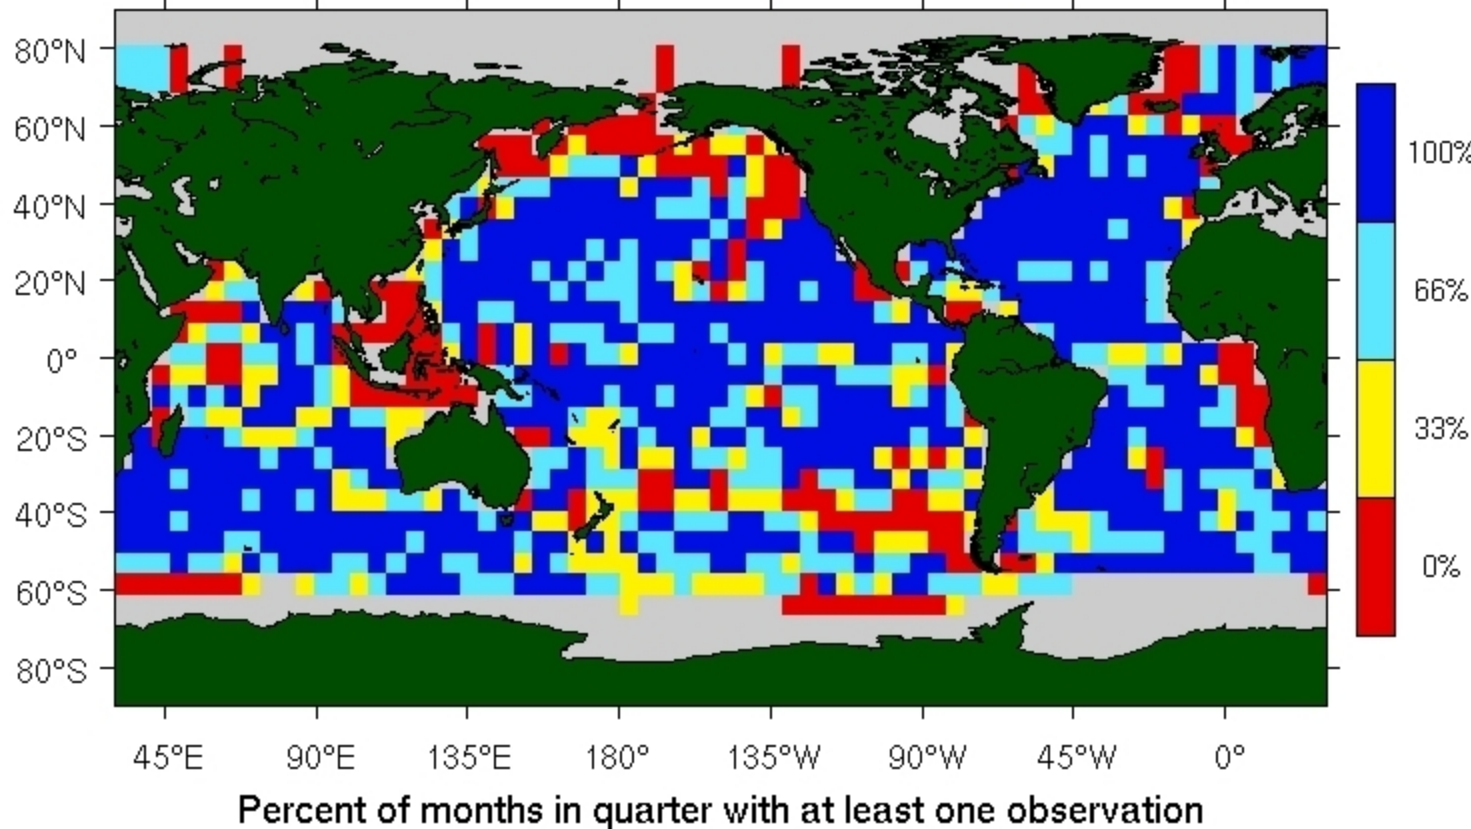 80°N
60°N
40°N
20°N
0°
20°S
40°S
60°S
80°S
100%
66%
33%
0%
45°E 90°E 135°E 180° 135°W 90°W 45°W 0°
Percent of months in quarter with at least one observation